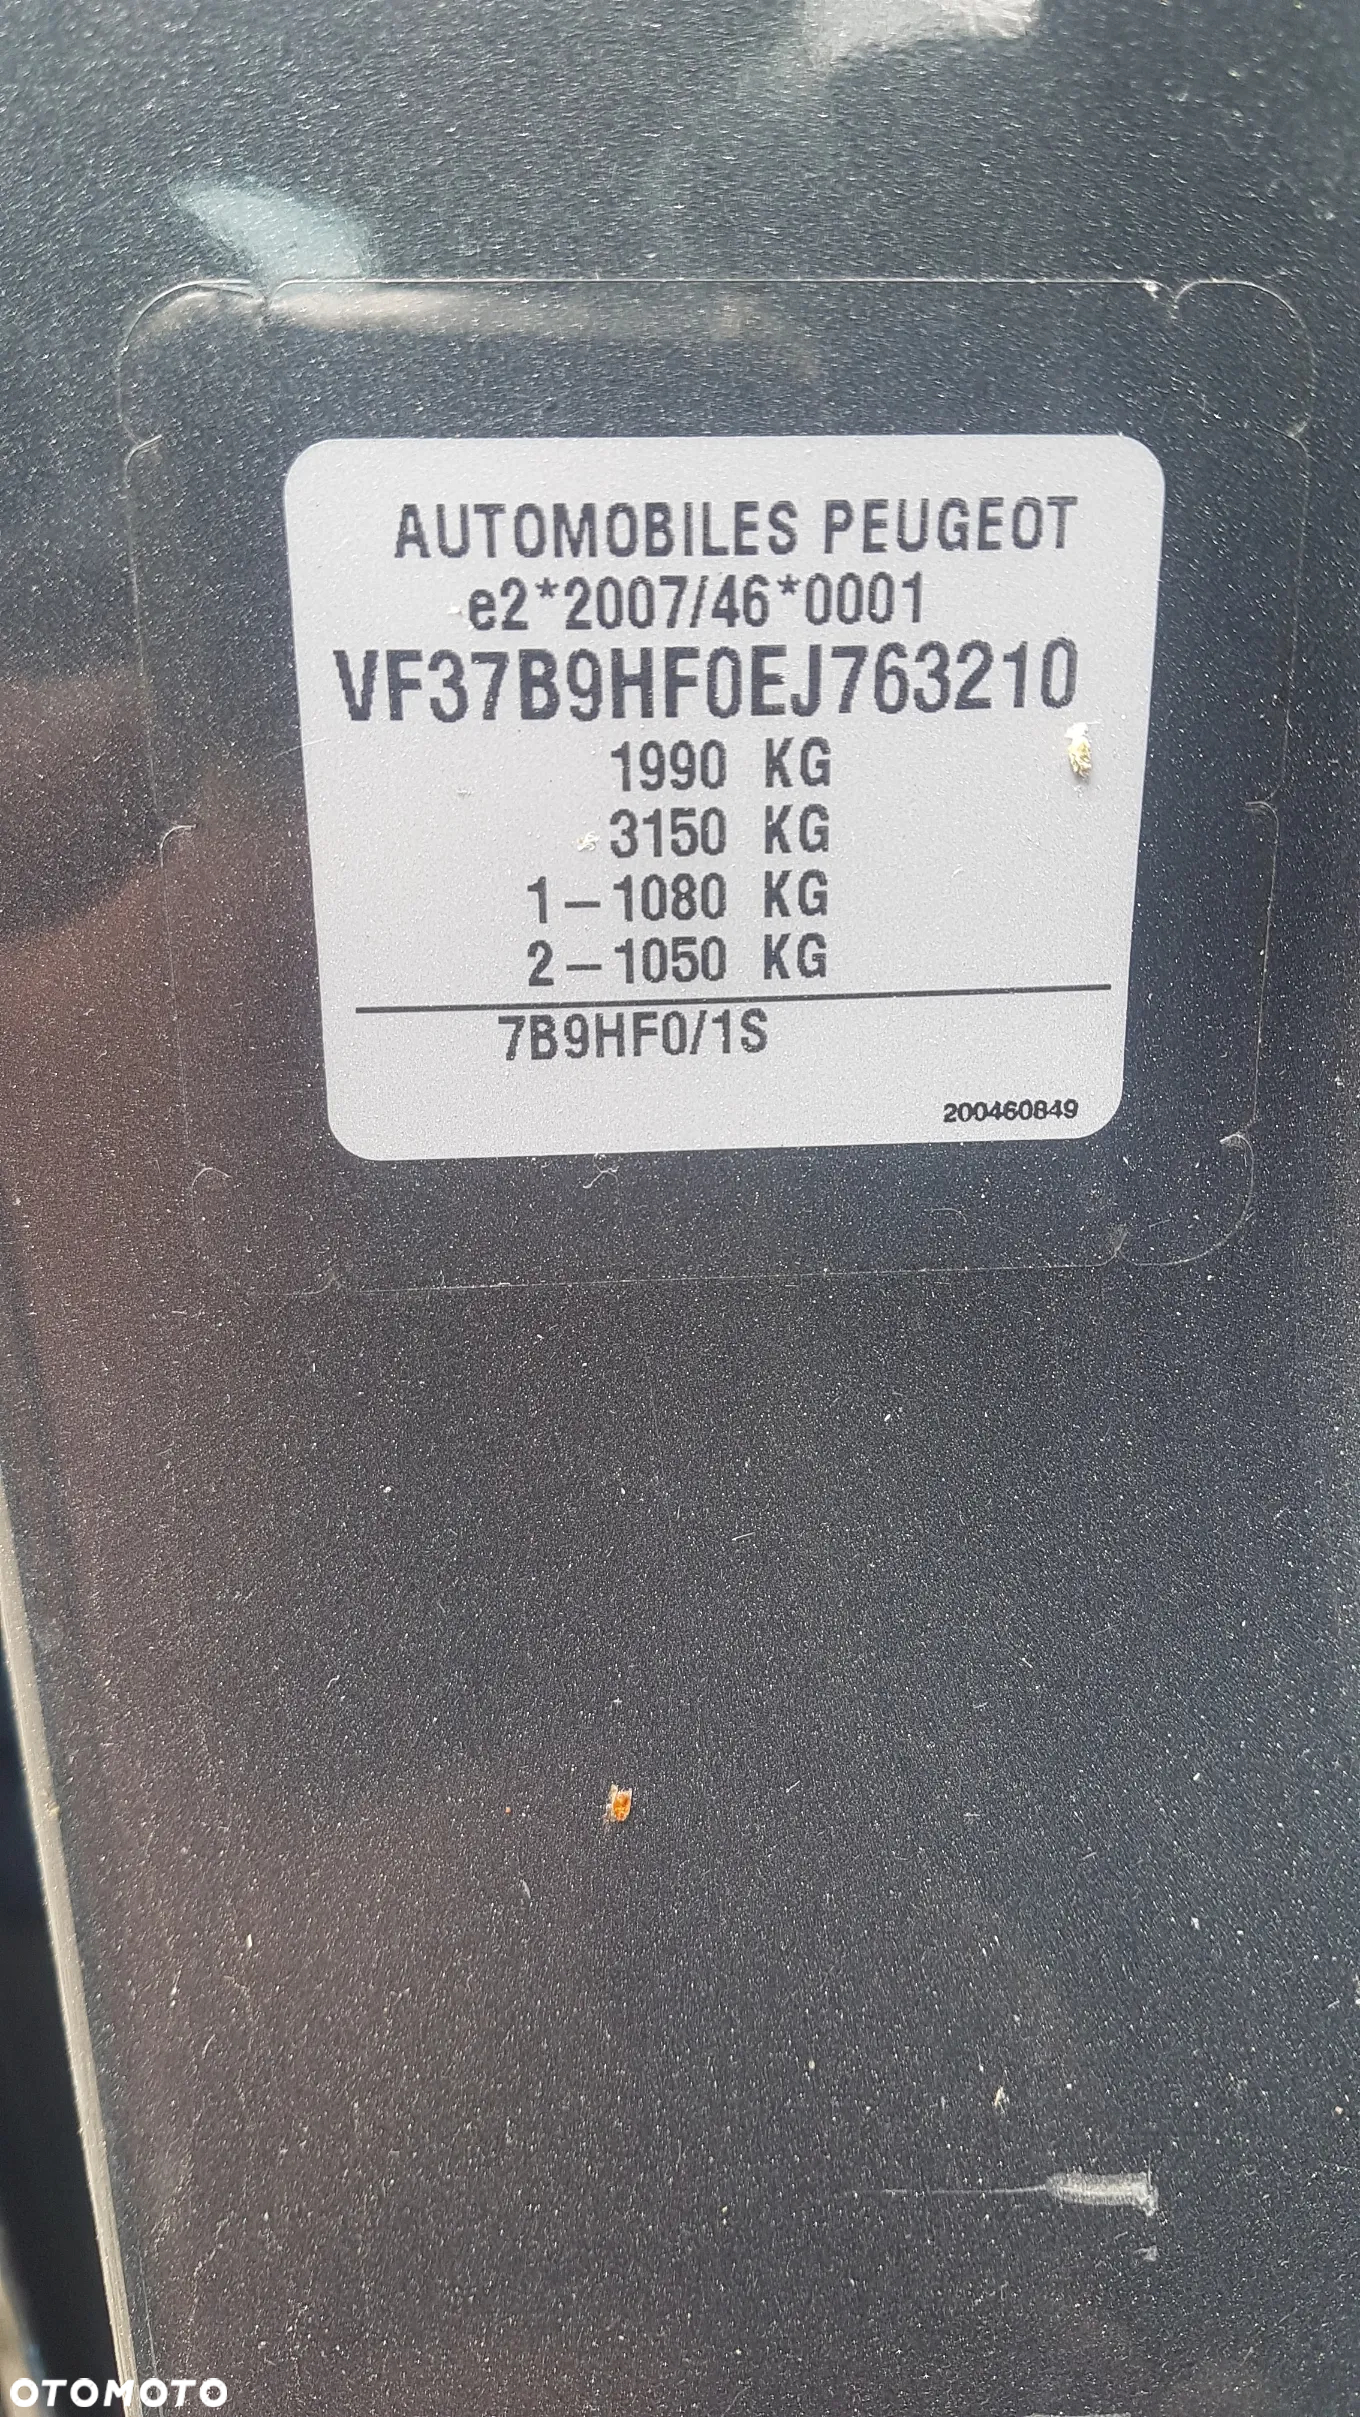 AUTOMOBILES PEUGEOT
e2*2007/46*0001
VF37B9HF0EJ763210
1990 KG
3150 KG
1-1080 KG
2-1050 KG
7B9HF0/1S
200460849
OTOMOTO